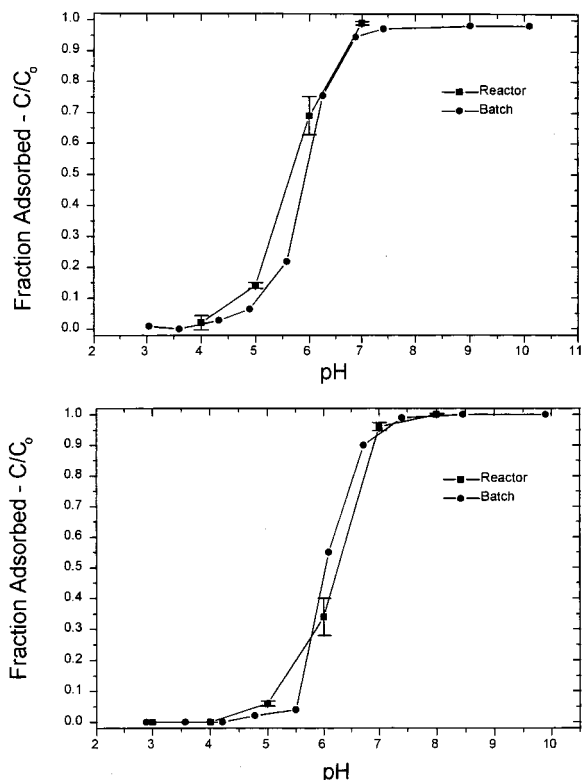 1.0
0.9
0.8
0.7
0.6
0.5
0.4
0.3
0.2
0.1
0.0
Fraction Adsorbed - C/C₀
Reactor
Batch
2 3 4 5 6 7 8 9 10 11
pH
1.0
0.9
0.8
0.7
0.6
0.5
0.4
0.3
0.2
0.1
0.0
Fraction Adsorbed - C/C₀
Reactor
Batch
2 3 4 5 6 7 8 9 10
pH